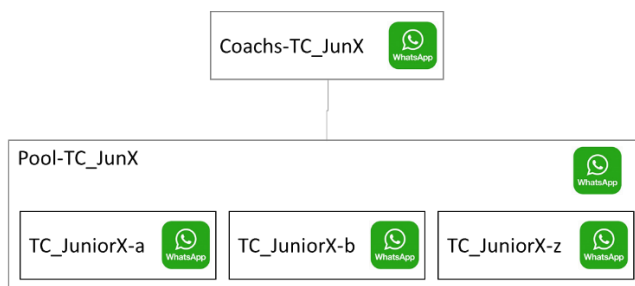 Coachs-TC_JunX
WhatsApp
Pool-TC_JunX
WhatsApp
TC_JuniorX-a
WhatsApp
TC_JuniorX-b
WhatsApp
TC_JuniorX-z
WhatsApp